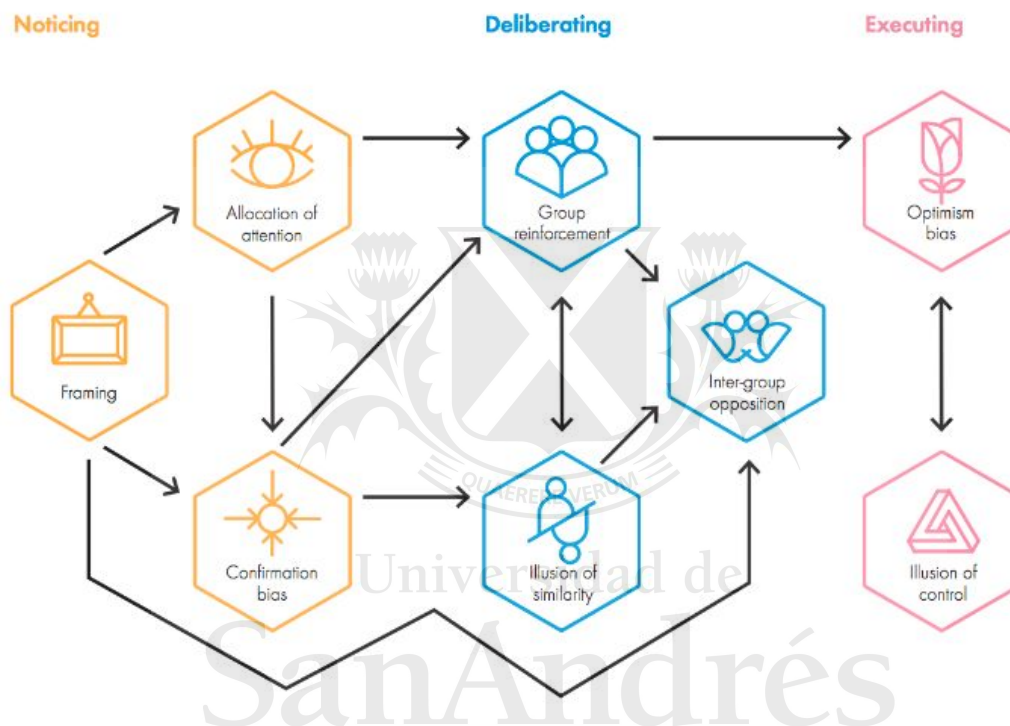 Noticing
Deliberating
Executing
Allocation of
attention
Group
reinforcement
Optimism
bias
Framing
Inter-group
opposition
Confirmation
bias
Illusion of
similarity
Illusion of
control
QUAERERE VERUM
Universidad de
SanAndrés